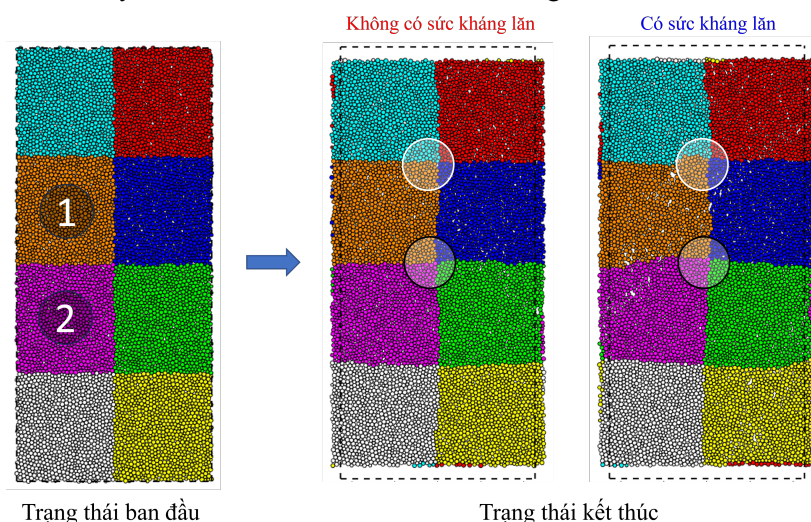 Không có sức kháng lăn
Có sức kháng lăn
1
2
Trạng thái ban đầu
Trạng thái kết thúc